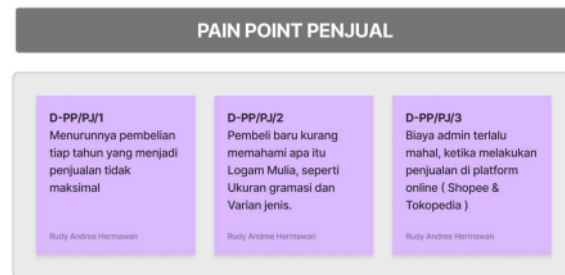 PAIN POINT PENJUAL
D-PP/PJ/1
Menurunnya pembelian
tiap tahun yang menjadi
penjualan tidak
maksimal
Rudy Andree Hermawan
D-PP/PJ/2
Pembeli baru kurang
memahami apa itu
Logam Mulia, seperti
Ukuran gramasi dan
Varian jenis.
Rudy Andree Hermawan
D-PP/PJ/3
Biaya admin terlalu
mahal, ketika melakukan
penjualan di platform
online ( Shopee &
Tokopedia )
Rudy Andree Hermawan